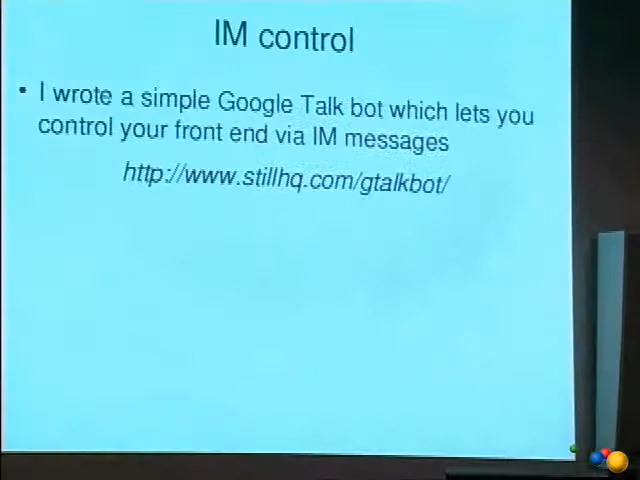 IM control
• I wrote a simple Google Talk bot which lets you
control your front end via IM messages
http://www.stillhq.com/gtalkbot/